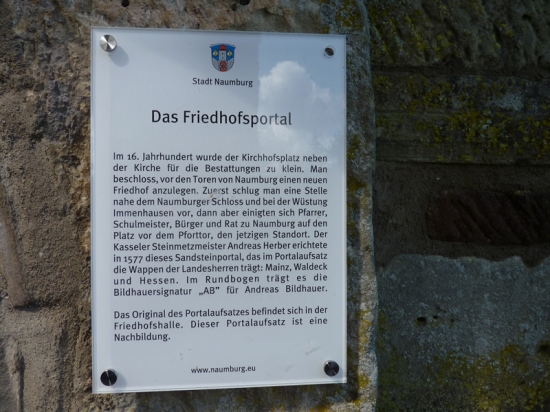 Stadt Naumburg
Das Friedhofsportal
Im 16. Jahrhundert wurde der Kirchhofsplatz neben
der Kirche für die Bestattungen zu klein. Man
beschloss, vor den Toren von Naumburg einen neuen
Friedhof anzulegen. Zuerst schlug man eine Stelle
nahe dem Naumburger Schloss und bei der Wüstung
Immenhausen vor, dann aber einigten sich Pfarrer,
Schulmeister, Bürger und Rat zu Naumburg auf den
Platz vor dem Pforttor, den jetzigen Standort. Der
Kasseler Steinmetzmeister Andreas Herber erichtete
in 1577 dieses Sandsteinportal, das im Portalaufsatz
die Wappen der Landesherren trägt: Mainz, Waldeck
und Hessen. Im Rundbogen trägt es die
Bildhauersignatur „AB" für Andreas Bildhauer.
Das Original des Portalaufsatzes befindet sich in der
Friedhofshalle. Dieser Portalaufsatz ist eine
Nachbildung.
www.naumburg.eu